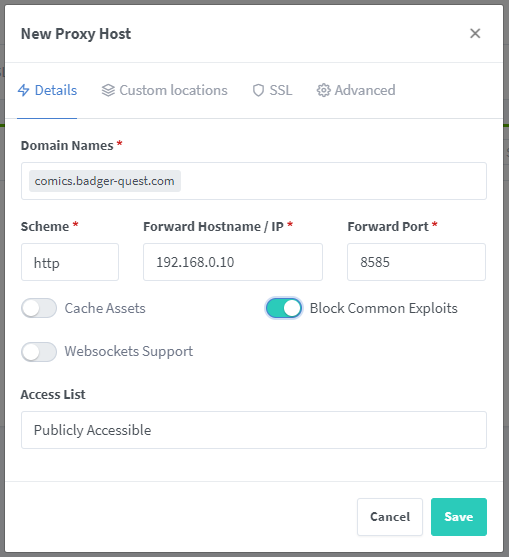 New Proxy Host
Details Custom locations SSL Advanced
Domain Names *
comics.badger-quest.com
Scheme * Forward Hostname / IP * Forward Port *
http 192.168.0.10 8585
Cache Assets Block Common Exploits
Websockets Support
Access List
Publicly Accessible
Cancel Save